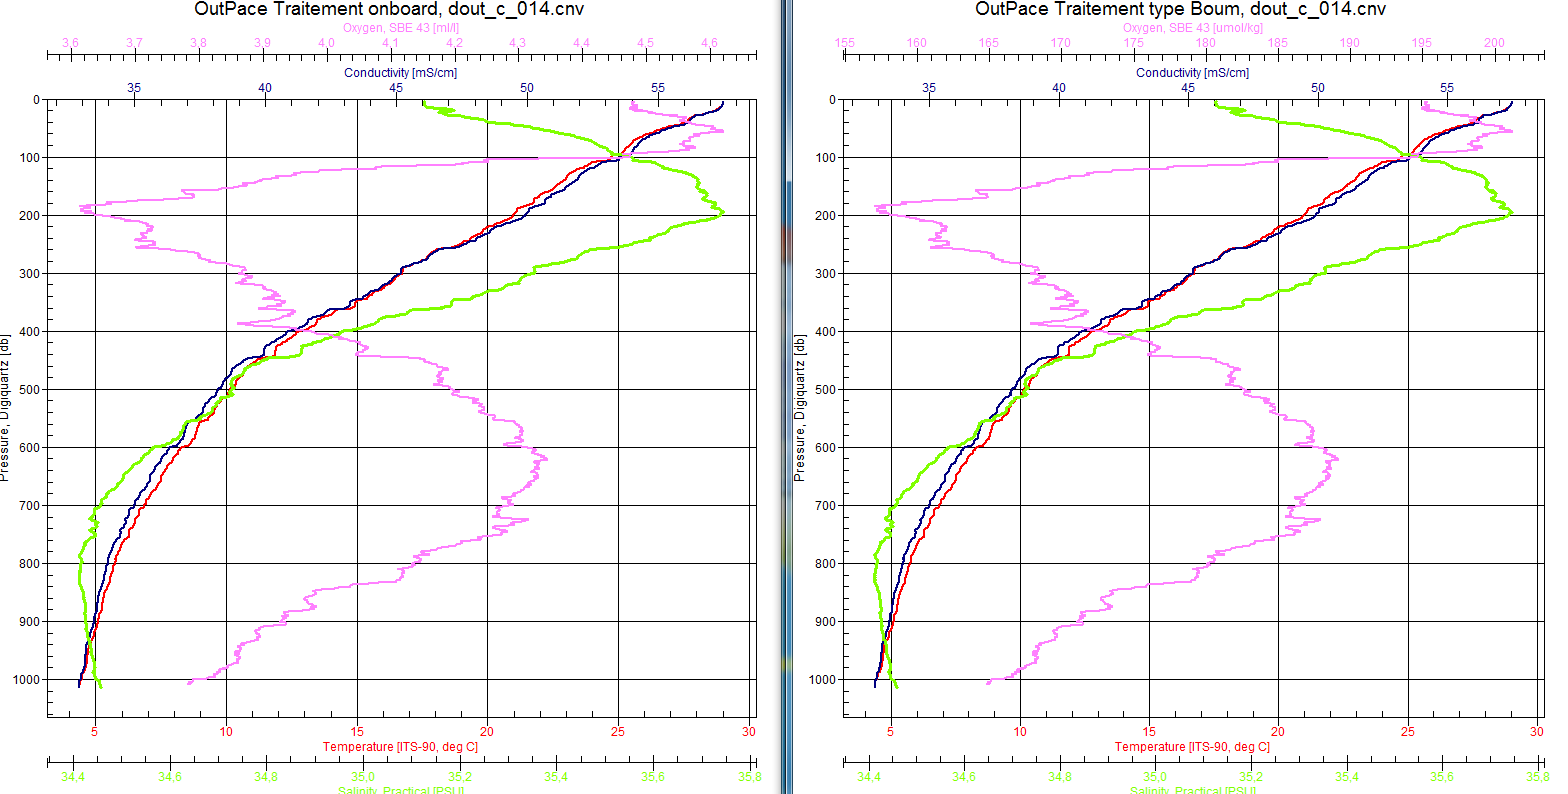 OutPace Traitement onboard, dout_c_014.cnv
Oxygen, SBE 43 [ml/l]
3.6 3.7 3.8 3.9 4.0 4.1 4.2 4.3 4.4 4.5 4.6
Conductivity [mS/cm]
35 40 45 50 55
Pressure, Digiquartz [db]
0
100
200
300
400
500
600
700
800
900
1000
5 10 15 20 25 30
Temperature [ITS-90, deg C]
34,4 34,6 34,8 35,0 35,2 35,4 35,6 35,8
Salinity, Practical [PSU]
OutPace Traitement type Boum, dout_c_014.cnv
Oxygen, SBE 43 [umol/kg]
155 160 165 170 175 180 185 190 195 200
Conductivity [mS/cm]
35 40 45 50 55
Pressure, Digiquartz [db]
0
100
200
300
400
500
600
700
800
900
1000
5 10 15 20 25 30
Temperature [ITS-90, deg C]
34,4 34,6 34,8 35,0 35,2 35,4 35,6 35,8
Salinity, Practical [PSU]